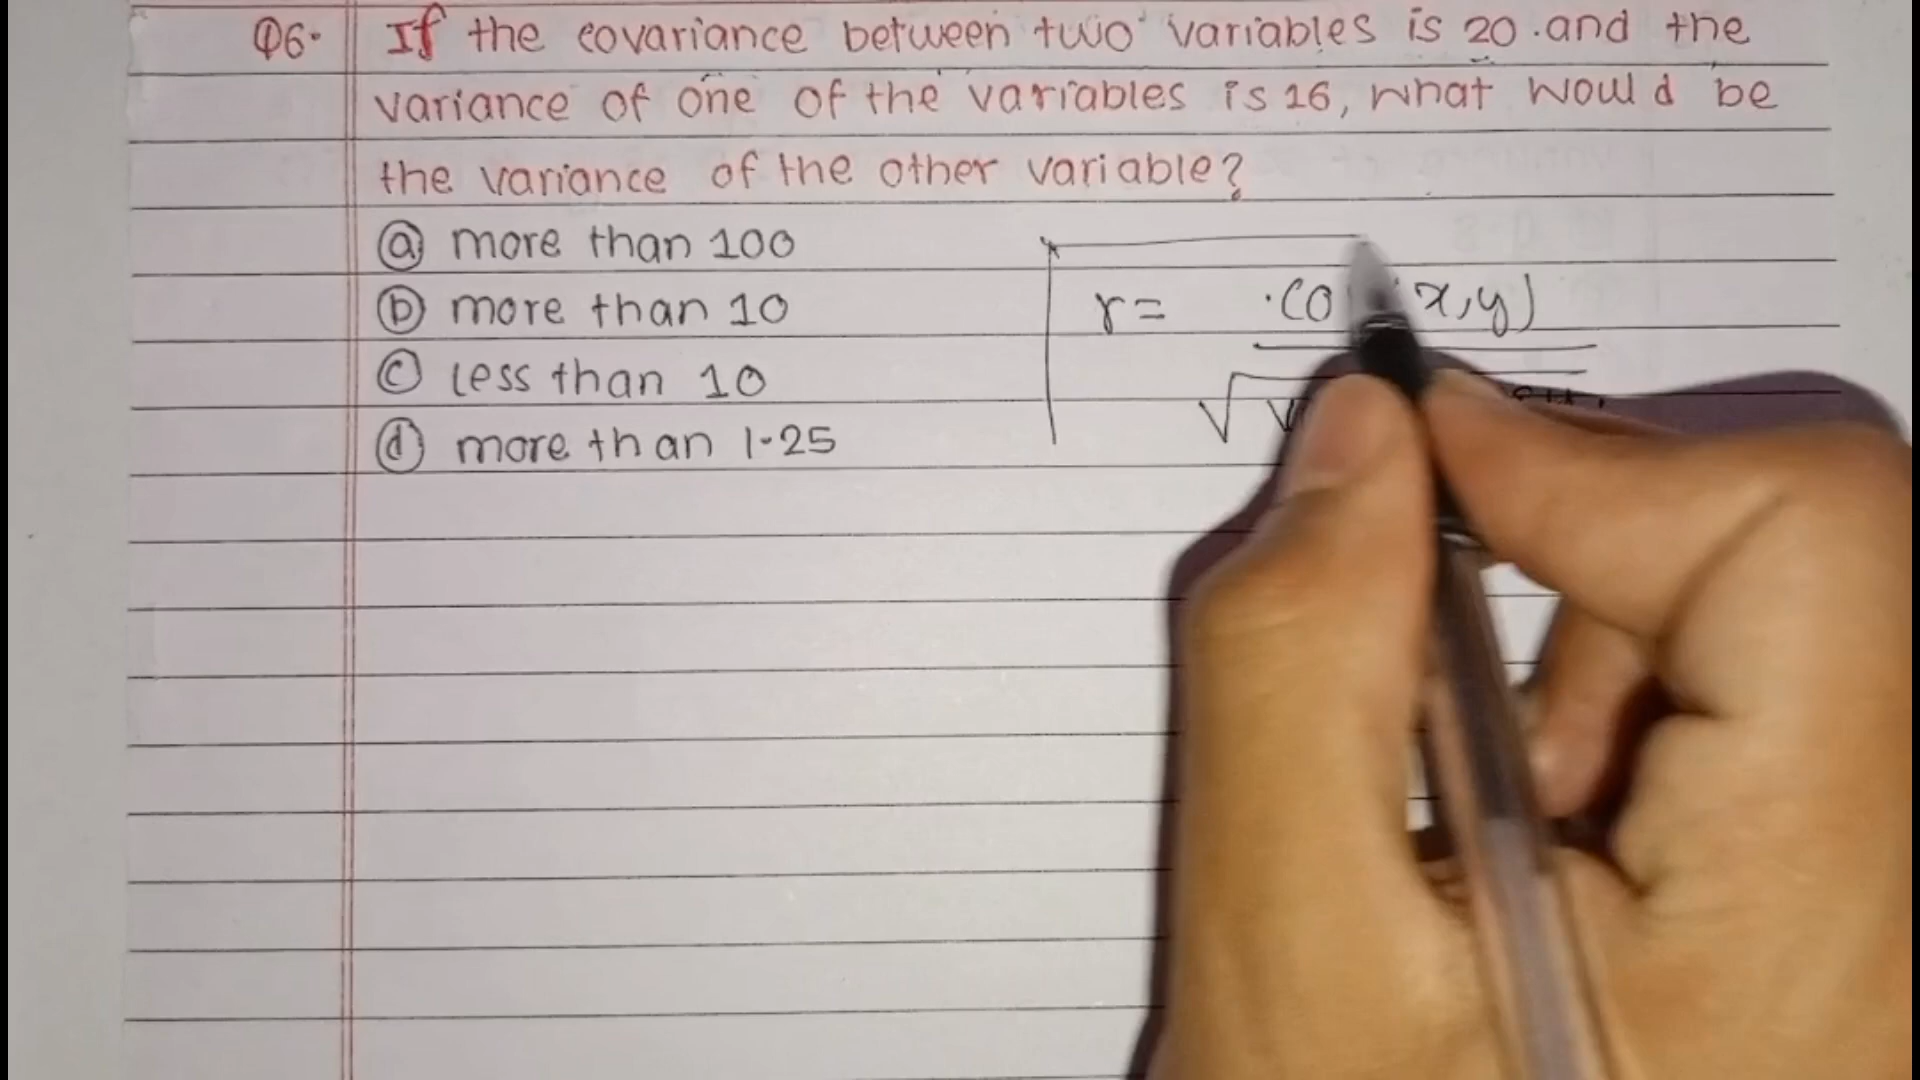 Q6. If the covariance between two variables is 20 .and the
variance of one of the variables is 16, what would be
the variance of the other variable?
(a) more than 100
(b) more than 10
(c) less than 10
(d) more than 1.25
r = .co x,y)
√